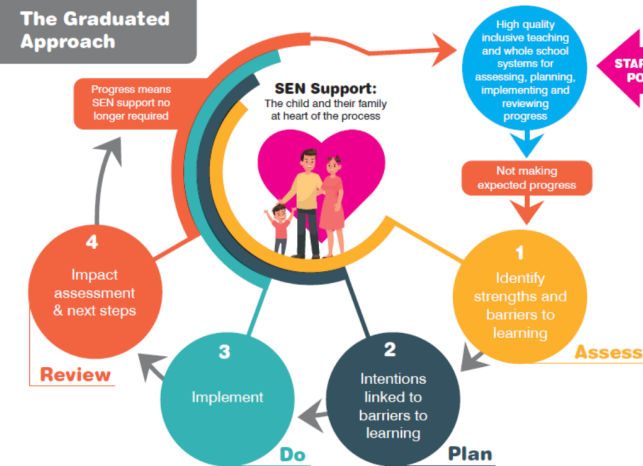 The Graduated
Approach
High quality
inclusive teaching
and whole school
systems for
assessing, planning,
implementing and
reviewing
progress
Progress means
SEN support no
longer required
SEN Support:
The child and their family
at heart of the process
Not making
expected progress
1
Identify
strengths and
barriers to
learning
Assess
2
Intentions
linked to
barriers to
learning
Plan
3
Implement
Do
4
Impact
assessment
& next steps
Review